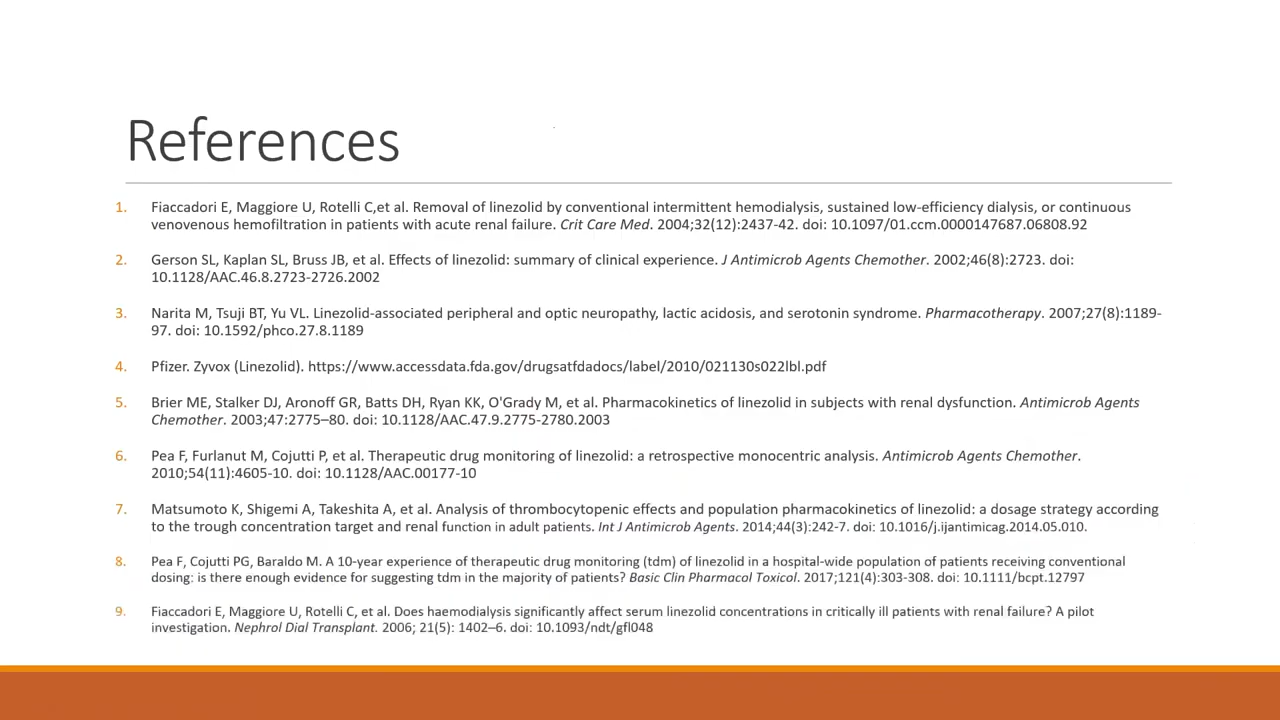 References
1. Fiaccadori E, Maggiore U, Rotelli C,et al. Removal of linezolid by conventional intermittent hemodialysis, sustained low-efficiency dialysis, or continuous
venovenous hemofiltration in patients with acute renal failure. Crit Care Med. 2004;32(12):2437-42. doi: 10.1097/01.ccm.0000147687.06808.92
2. Gerson SL, Kaplan SL, Bruss JB, et al. Effects of linezolid: summary of clinical experience. J Antimicrob Agents Chemother. 2002;46(8):2723. doi:
10.1128/AAC.46.8.2723-2726.2002
3. Narita M, Tsuji BT, Yu VL. Linezolid-associated peripheral and optic neuropathy, lactic acidosis, and serotonin syndrome. Pharmacotherapy. 2007;27(8):1189-
97. doi: 10.1592/phco.27.8.1189
4. Pfizer. Zyvox (Linezolid). https://www.accessdata.fda.gov/drugsatfdadocs/label/2010/021130s022lbl.pdf
5. Brier ME, Stalker DJ, Aronoff GR, Batts DH, Ryan KK, O'Grady M, et al. Pharmacokinetics of linezolid in subjects with renal dysfunction. Antimicrob Agents
Chemother. 2003;47:2775–80. doi: 10.1128/AAC.47.9.2775-2780.2003
6. Pea F, Furlanut M, Cojutti P, et al. Therapeutic drug monitoring of linezolid: a retrospective monocentric analysis. Antimicrob Agents Chemother.
2010;54(11):4605-10. doi: 10.1128/AAC.00177-10
7. Matsumoto K, Shigemi A, Takeshita A, et al. Analysis of thrombocytopenic effects and population pharmacokinetics of linezolid: a dosage strategy according
to the trough concentration target and renal function in adult patients. Int J Antimicrob Agents. 2014;44(3):242-7. doi: 10.1016/j.ijantimicag.2014.05.010.
8. Pea F, Cojutti PG, Baraldo M. A 10-year experience of therapeutic drug monitoring (tdm) of linezolid in a hospital-wide population of patients receiving conventional
dosing: is there enough evidence for suggesting tdm in the majority of patients? Basic Clin Pharmacol Toxicol. 2017;121(4):303-308. doi: 10.1111/bcpt.12797
9. Fiaccadori E, Maggiore U, Rotelli C, et al. Does haemodialysis significantly affect serum linezolid concentrations in critically ill patients with renal failure? A pilot
investigation. Nephrol Dial Transplant. 2006; 21(5): 1402–6. doi: 10.1093/ndt/gfl048